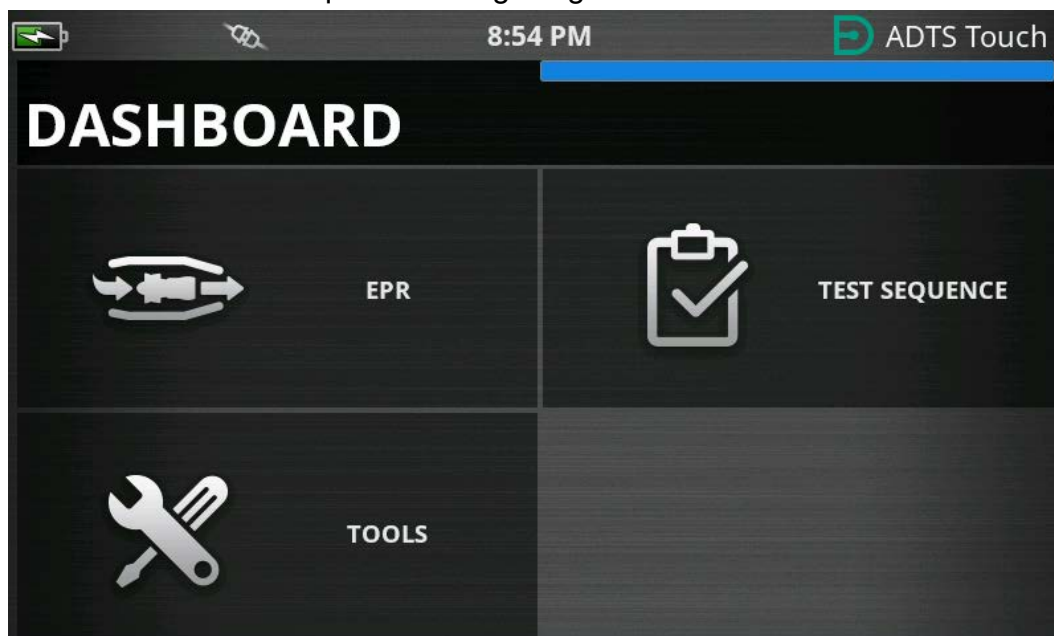 8:54 PM
ADTS Touch
DASHBOARD
EPR
TEST SEQUENCE
TOOLS